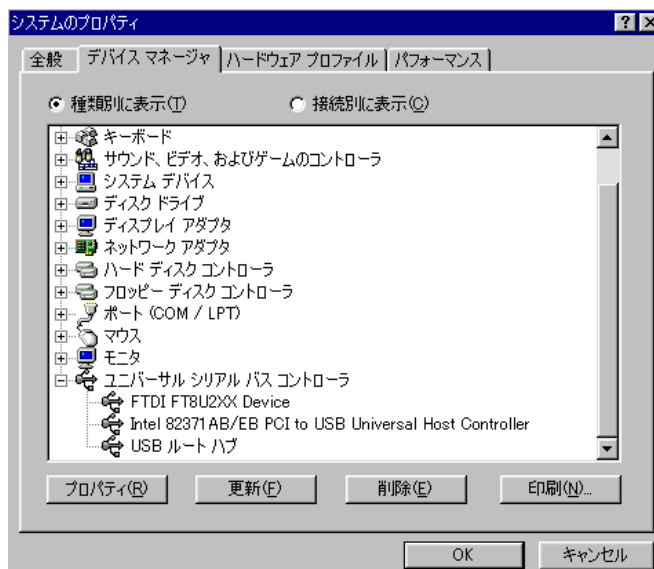 システムのプロパティ
全般 デバイス マネージャ ハードウェア プロファイル パフォーマンス
種類別に表示(T) 接続別に表示(C)
キーボード
サウンド、ビデオ、およびゲームのコントローラ
システム デバイス
ディスク ドライブ
ディスプレイ アダプタ
ネットワーク アダプタ
ハード ディスク コントローラ
フロッピー ディスク コントローラ
ポート (COM / LPT)
マウス
モニタ
ユニバーサル シリアル バス コントローラ
FTDI FT8U2XX Device
Intel 82371AB/EB PCI to USB Universal Host Controller
USB ルート ハブ
プロパティ(R) 更新(F) 削除(E) 印刷(N)...
OK キャンセル